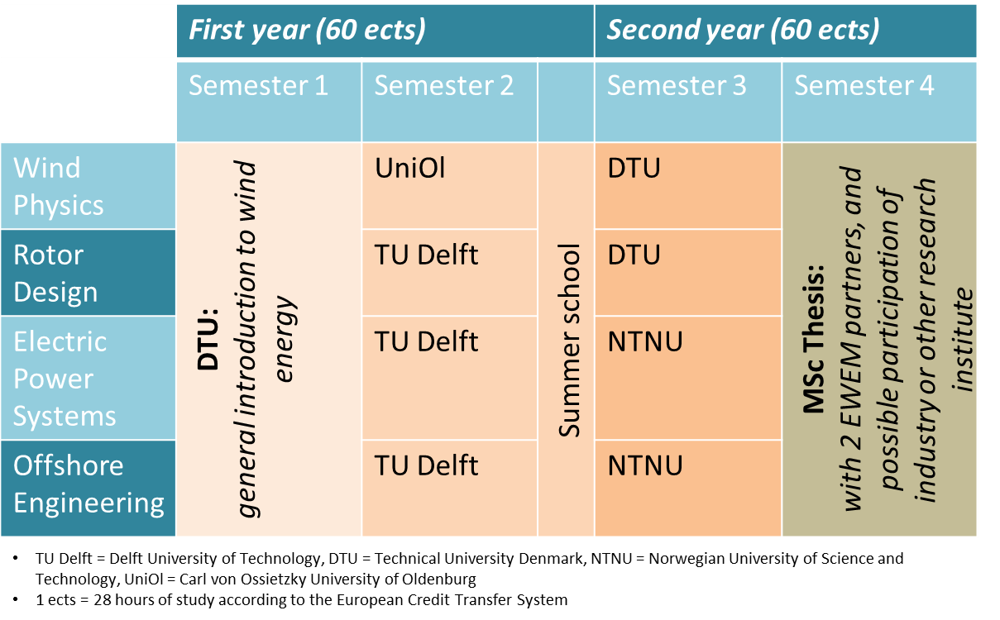 First year (60 ects)
Second year (60 ects)
Semester 1
Semester 2
Semester 3
Semester 4
Wind
Physics
Rotor
Design
Electric
Power
Systems
Offshore
Engineering
DTU:
general introduction to wind
energy
UniOl
TU Delft
TU Delft
TU Delft
Summer school
DTU
DTU
NTNU
NTNU
MSc Thesis:
with 2 EWEM partners, and
possible participation of
industry or other research
institute
• TU Delft = Delft University of Technology, DTU = Technical University Denmark, NTNU = Norwegian University of Science and
Technology, UniOl = Carl von Ossietzky University of Oldenburg
• 1 ects = 28 hours of study according to the European Credit Transfer System